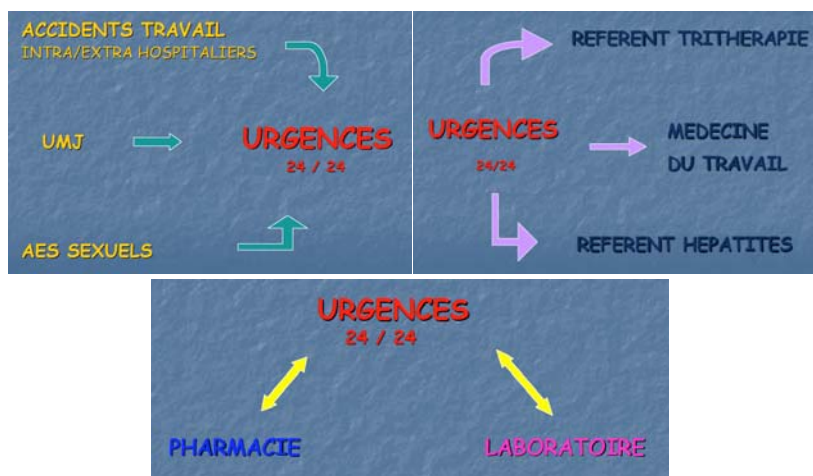 ACCIDENTS TRAVAIL
INTRA/EXTRA HOSPITALIERS
UMJ
URGENCES
24 / 24
AES SEXUELS
REFERENT TRITHERAPIE
URGENCES
24/24
MEDECINE
DU TRAVAIL
REFERENT HEPATITES
URGENCES
24 / 24
PHARMACIE
LABORATOIRE